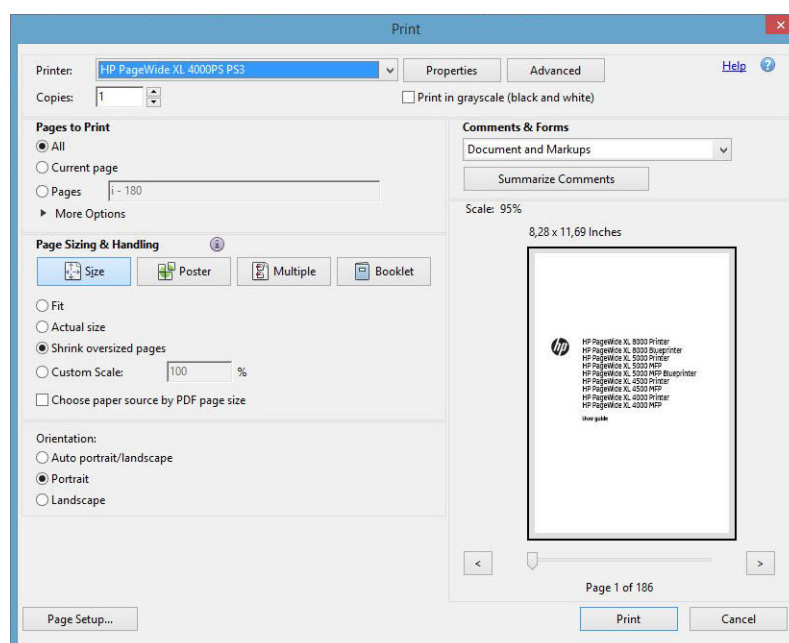 Print
Printer: HP PageWide XL 4000PS PS3 Properties Advanced Help
Copies: 1 Print in grayscale (black and white)
Pages to Print
All
Current page
Pages i - 180
More Options
Comments & Forms
Document and Markups
Summarize Comments
Page Sizing & Handling
Size Poster Multiple Booklet
Fit
Actual size
Shrink oversized pages
Custom Scale: 100 %
Choose paper source by PDF page size
Orientation:
Auto portrait/landscape
Portrait
Landscape
Scale: 95%
8,28 x 11,69 Inches
hp
HP PageWide XL 8000 Printer
HP PageWide XL 8000 Blueprinter
HP PageWide XL 5000 Printer
HP PageWide XL 5000 MFP
HP PageWide XL 5000 MFP Blueprinter
HP PageWide XL 4500 Printer
HP PageWide XL 4500 MFP
HP PageWide XL 4000 Printer
HP PageWide XL 4000 MFP
User guide
< >
Page 1 of 186
Page Setup... Print Cancel